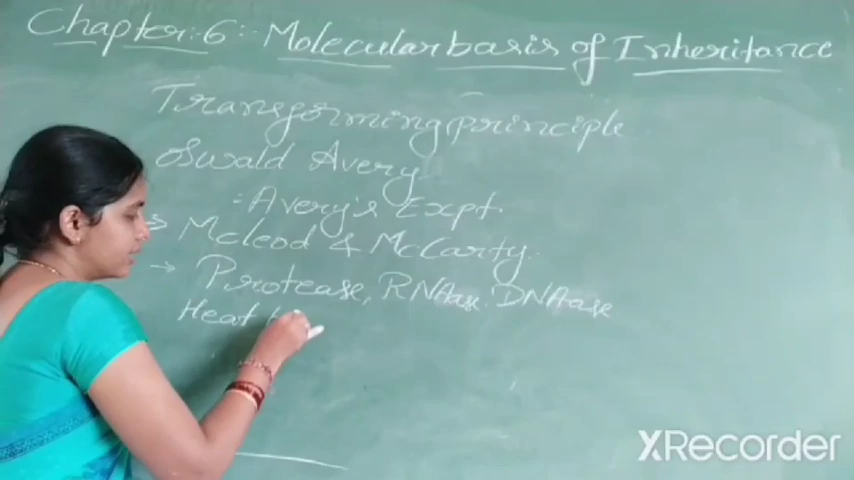 Chapter:-6:- Molecular basis of Inheritance
Transforming principle
Oswald Avery
:Avery's Expt.
→ Mcleod & McCarty.
→ Protease, RNAase. DNAase
Heat
XRecorder